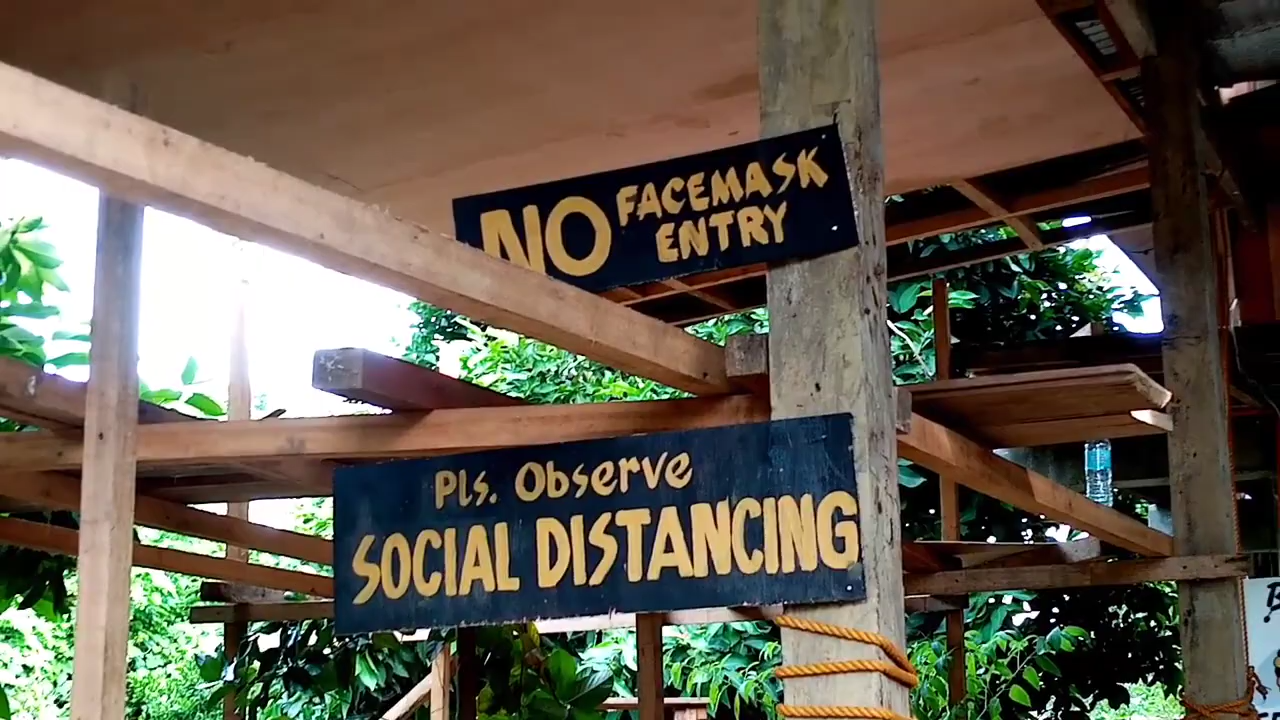 NO FACEMASK
ENTRY
Pls. Observe
SOCIAL DISTANCING